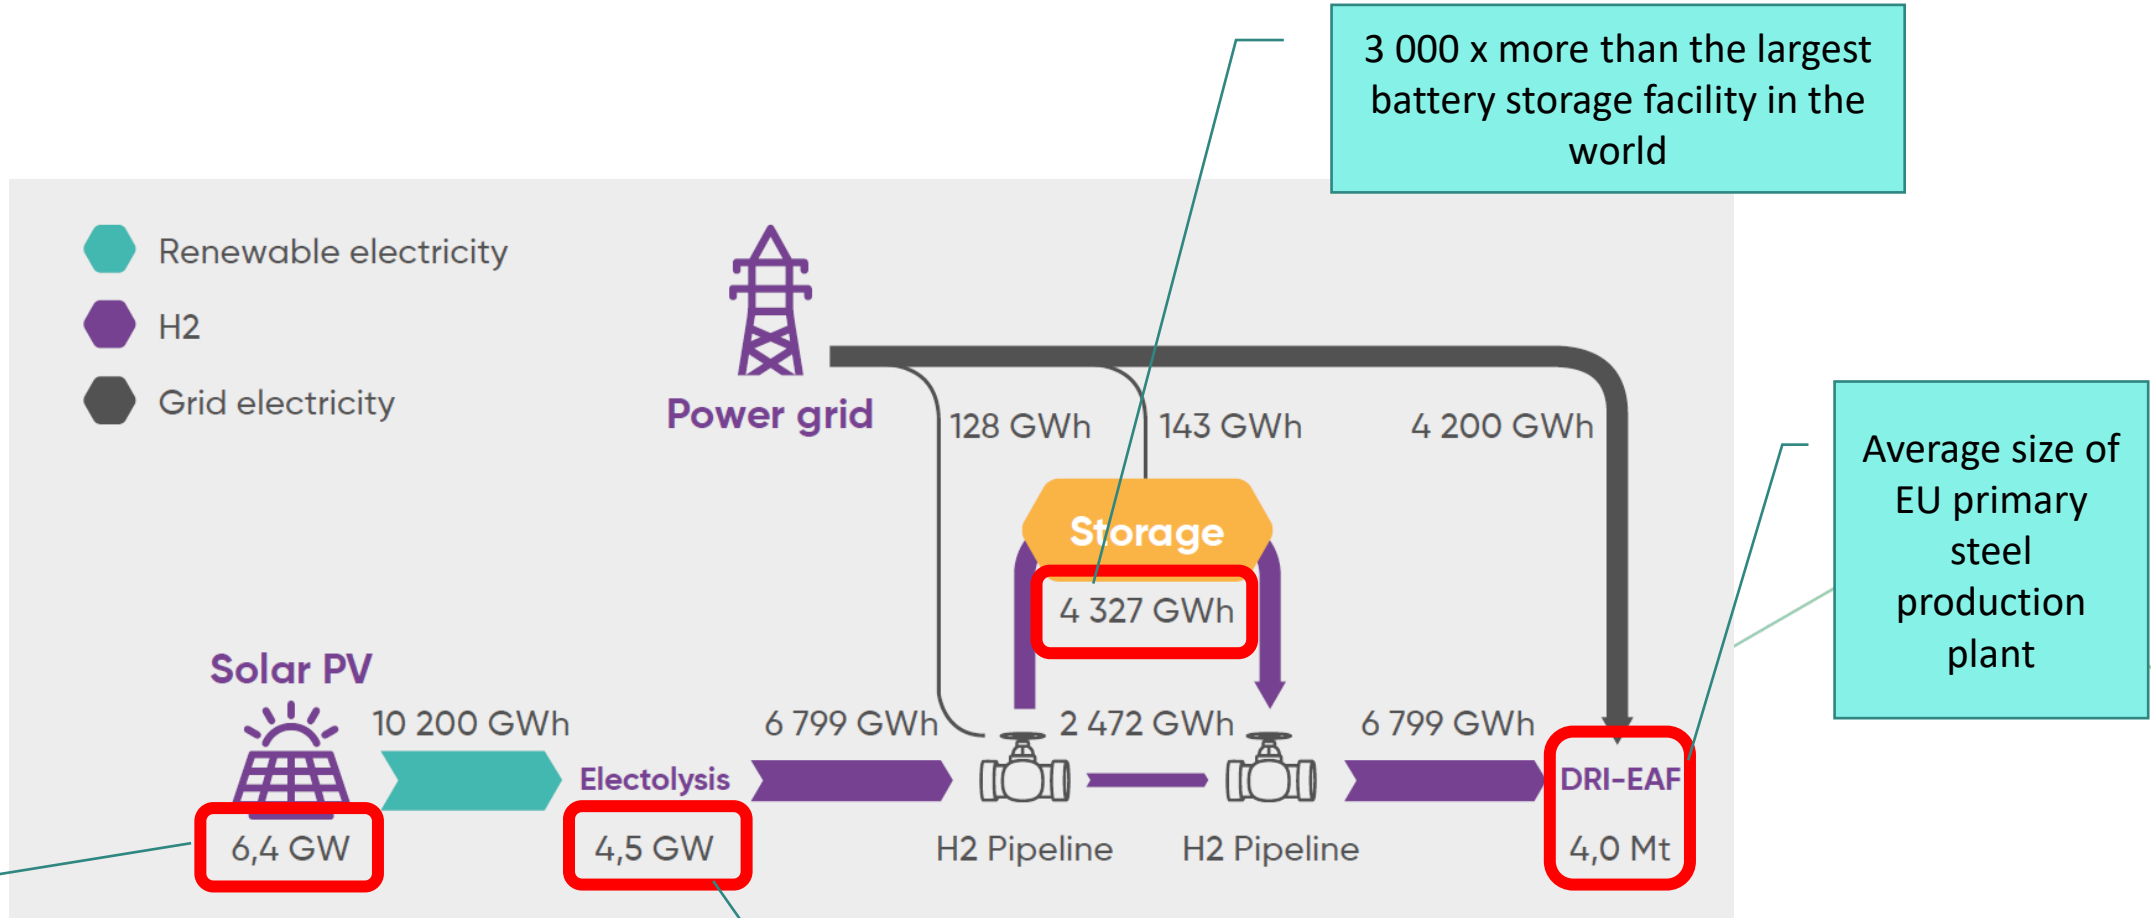 3 000 x more than the largest
battery storage facility in the
world
Renewable electricity
H2
Grid electricity
Power grid
128 GWh
143 GWh
4 200 GWh
Average size of
EU primary
steel
production
plant
Storage
4 327 GWh
Solar PV
10 200 GWh
6 799 GWh
2 472 GWh
6 799 GWh
Electolysis
DRI-EAF
6,4 GW
4,5 GW
H2 Pipeline
H2 Pipeline
4,0 Mt